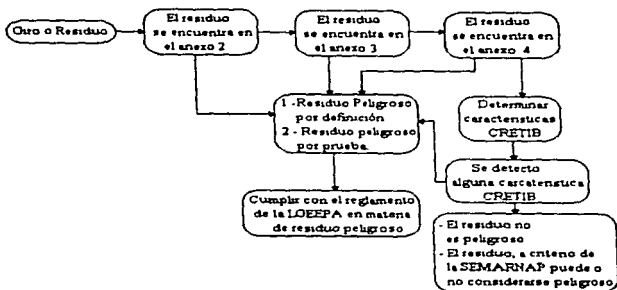 Giro o Residuo
El residuo
se encuentra en
el anexo 2
El residuo
se encuentra en
el anexo 3
El residuo
se encuentra en
el anexo 4
1 - Residuo Peligroso
por definición
2 - Residuo peligroso
por prueba
Determinar
características
CRETIB
Se detecto
alguna carcateristica
CRETIB
Cumplir con el reglamento
de la LGEEPA en materia
de residuo peligroso
- El residuo no
es peligroso
- El residuo, a criterio de
la SEMARNAP puede o
no considerarse peligroso